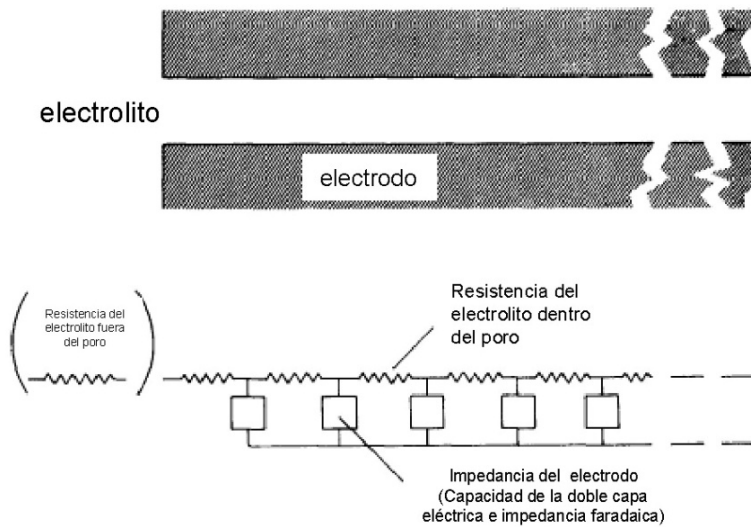 electrolito
electrodo
Resistencia del
electrolito fuera
del poro
Resistencia del
electrolito dentro
del poro
Impedancia del electrodo
(Capacidad de la doble capa
eléctrica e impedancia faradaica)